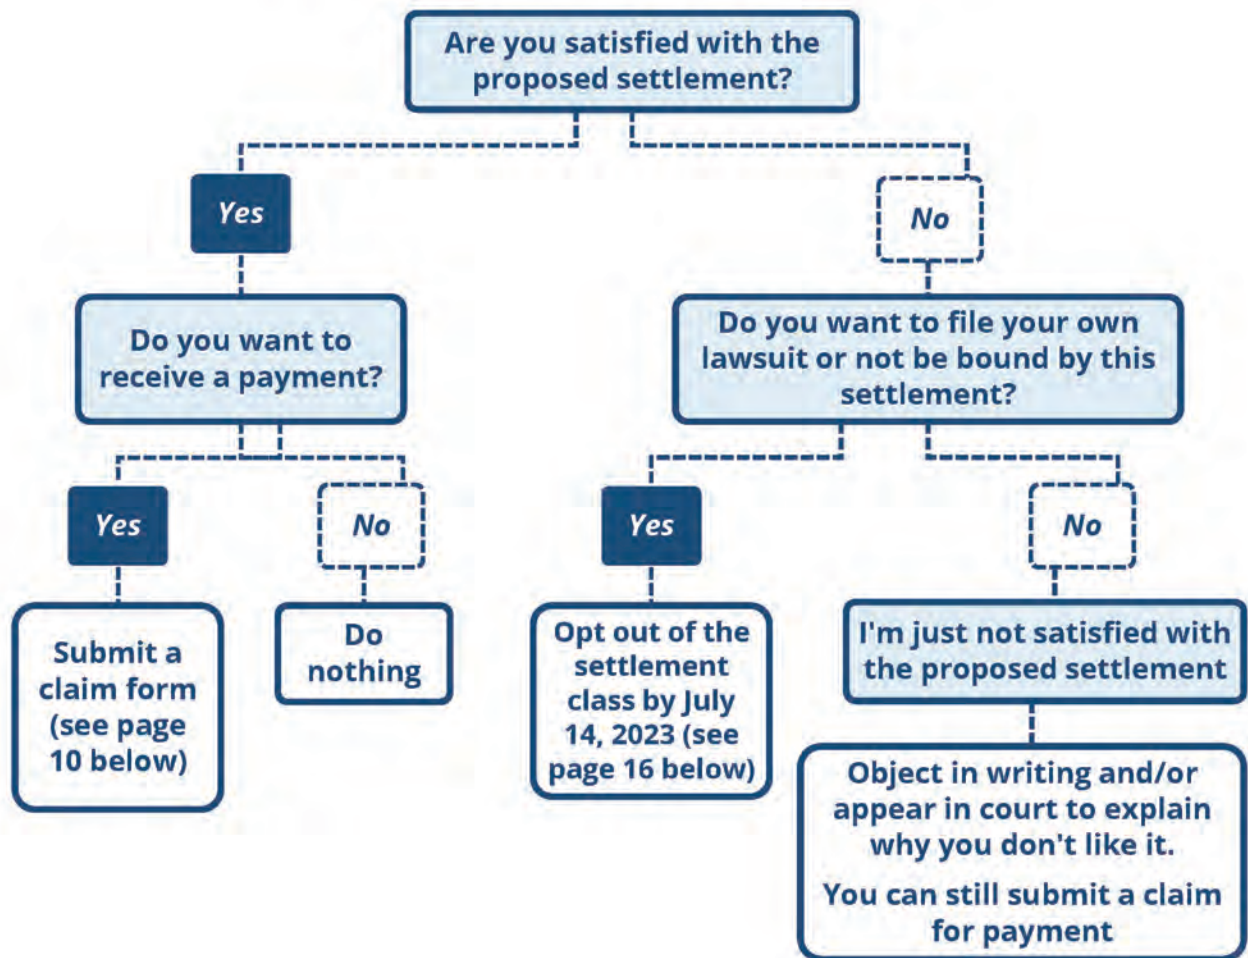 Are you satisfied with the
proposed settlement?
Yes
No
Do you want to
receive a payment?
Do you want to file your own
lawsuit or not be bound by this
settlement?
Yes
No
Yes
No
Submit a
claim form
(see page
10 below)
Do
nothing
Opt out of the
settlement
class by July
14, 2023 (see
page 16 below)
I'm just not satisfied with
the proposed settlement
Object in writing and/or
appear in court to explain
why you don't like it.
You can still submit a claim
for payment